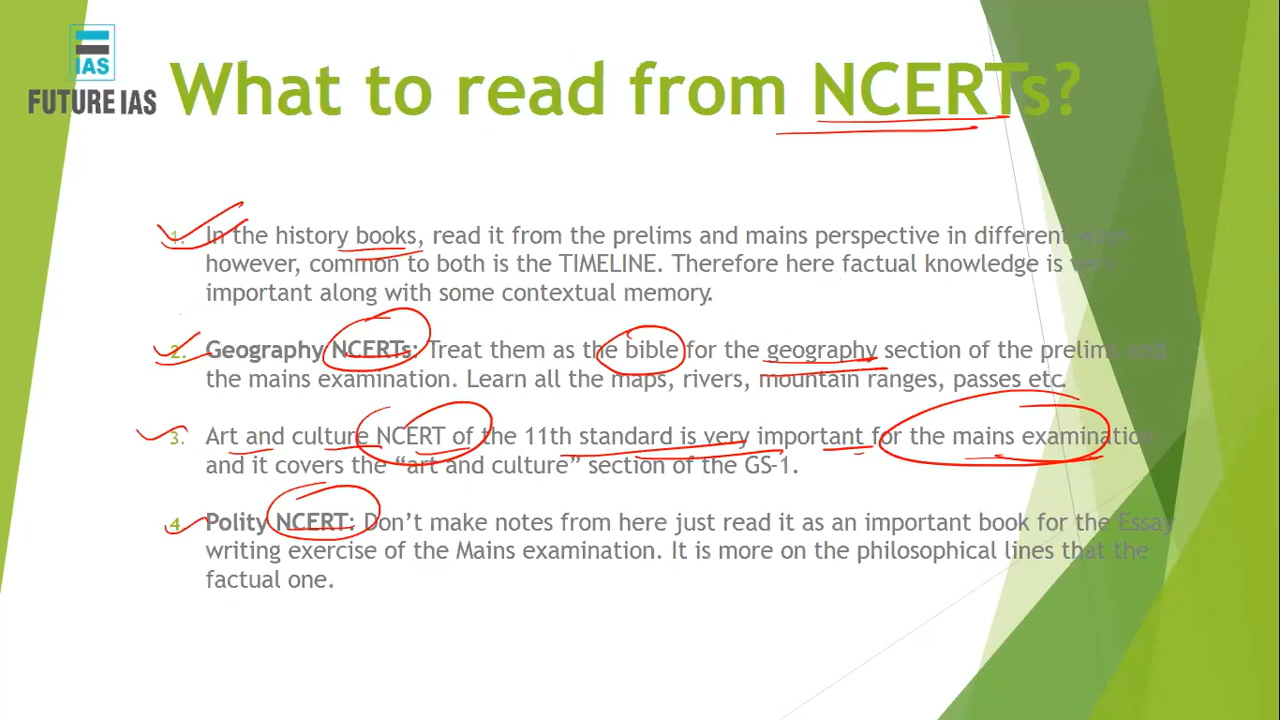 IAS
FUTURE IAS
What to read from NCERTs?
1. In the history books, read it from the prelims and mains perspective in different ways
however, common to both is the TIMELINE. Therefore here factual knowledge is very
important along with some contextual memory.
2. Geography NCERTs: Treat them as the bible for the geography section of the prelims and
the mains examination. Learn all the maps, rivers, mountain ranges, passes etc.
3. Art and culture NCERT of the 11th standard is very important for the mains examination
and it covers the “art and culture” section of the GS-1.
4. Polity NCERT: Don’t make notes from here just read it as an important book for the Essay
writing exercise of the Mains examination. It is more on the philosophical lines that the
factual one.